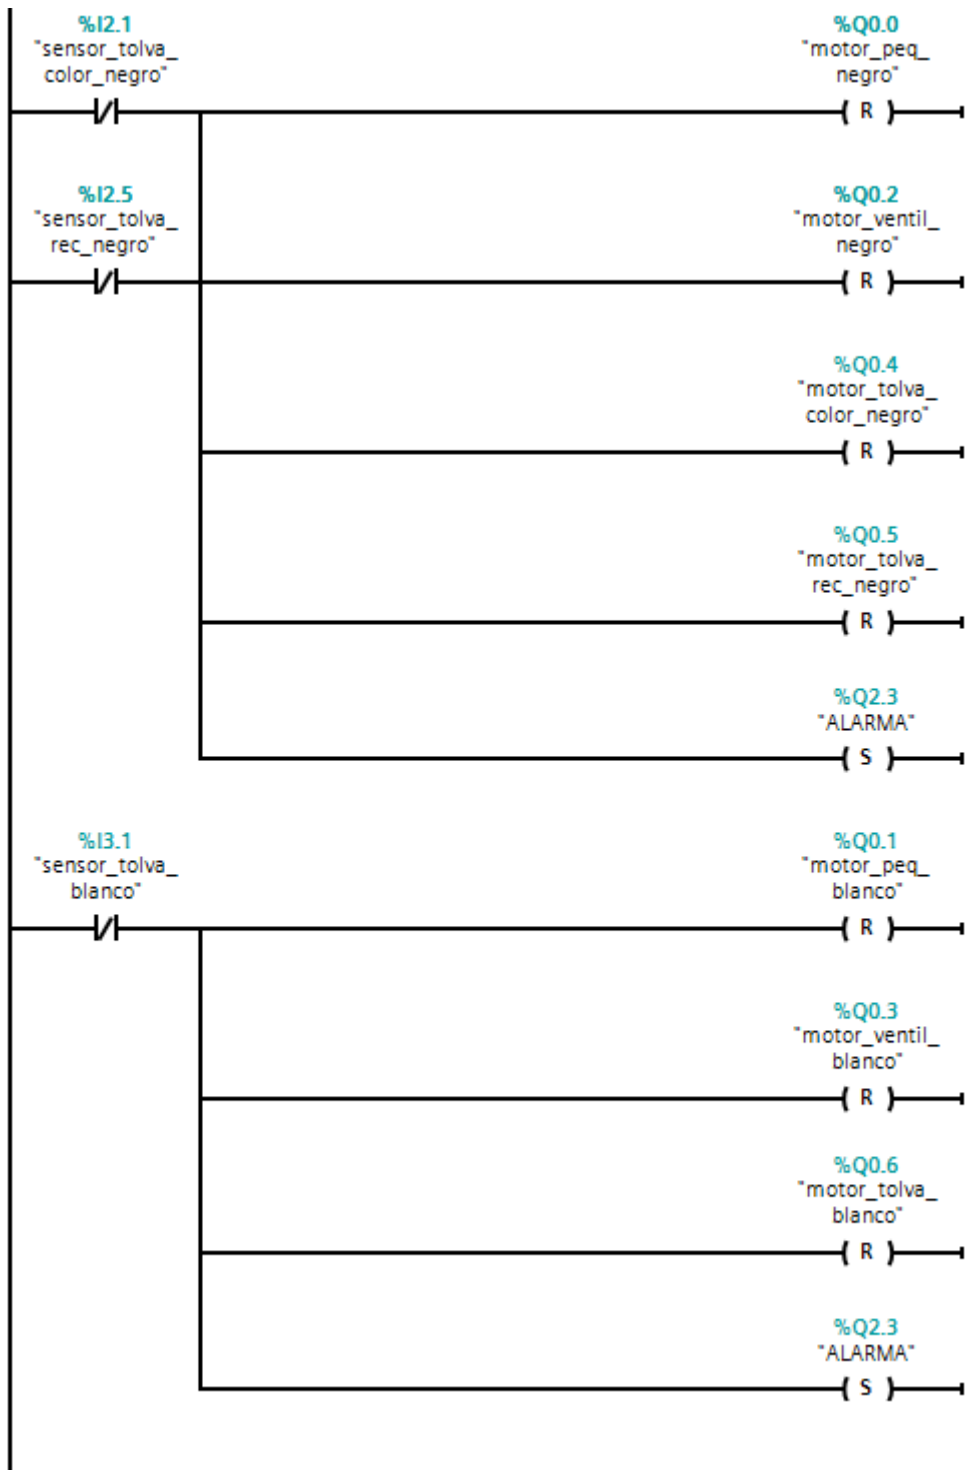 %I2.1
"sensor_tolva_
color_negro"
%Q0.0
"motor_peq_
negro"
R
%I2.5
"sensor_tolva_
rec_negro"
%Q0.2
"motor_ventil_
negro"
R
%Q0.4
"motor_tolva_
color_negro"
R
%Q0.5
"motor_tolva_
rec_negro"
R
%Q2.3
"ALARMA"
S
%I3.1
"sensor_tolva_
blanco"
%Q0.1
"motor_peq_
blanco"
R
%Q0.3
"motor_ventil_
blanco"
R
%Q0.6
"motor_tolva_
blanco"
R
%Q2.3
"ALARMA"
S